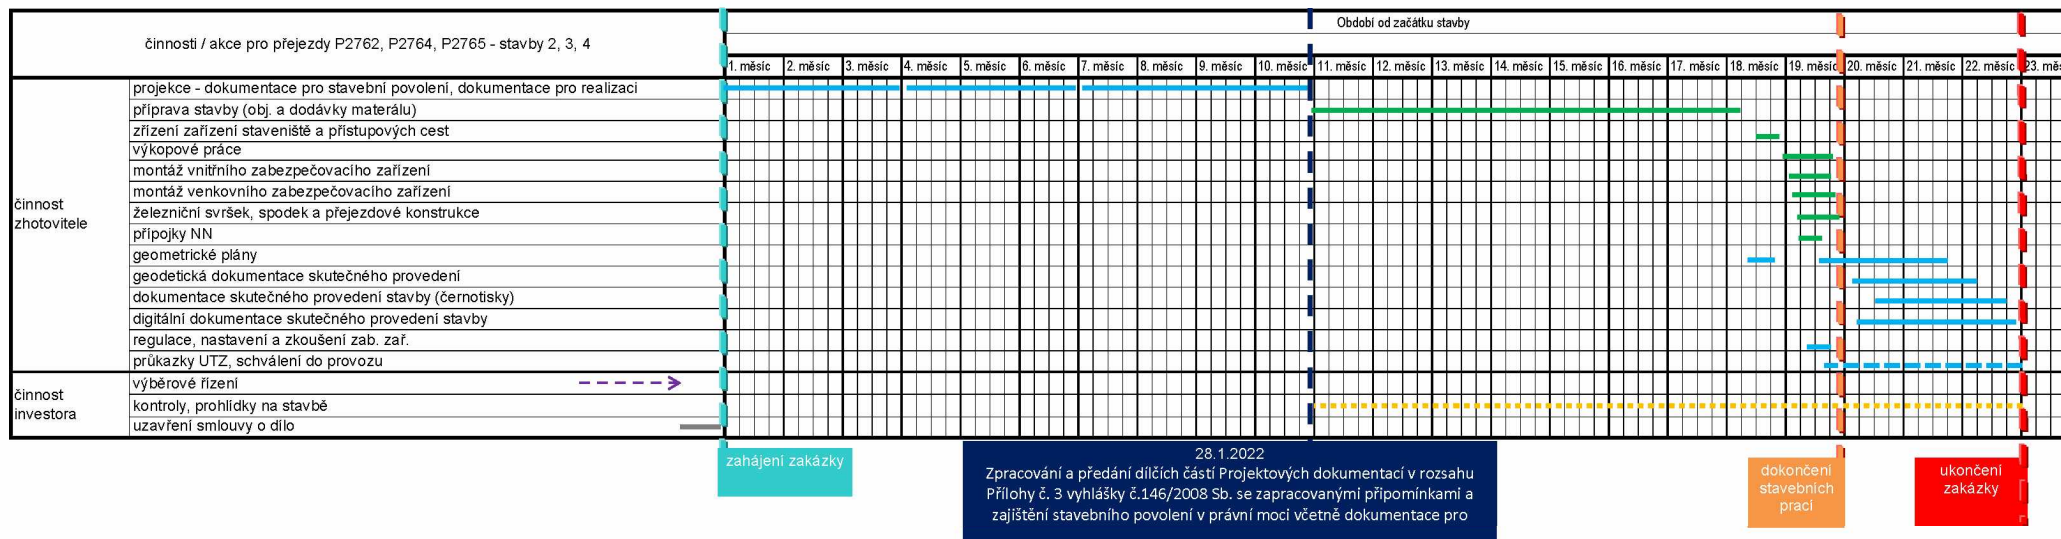 Období od začátku stavby
činnosti / akce pro přejezdy P2762, P2764, P2765 - stavby 2, 3, 4
1. měsíc 2. měsíc 3. měsíc 4. měsíc 5. měsíc 6. měsíc 7. měsíc 8. měsíc 9. měsíc 10. měsíc 11. měsíc 12. měsíc 13. měsíc 14. měsíc 15. měsíc 16. měsíc 17. měsíc 18. měsíc 19. měsíc 20. měsíc 21. měsíc 22. měsíc 23. měs
činnost
zhotovitele
projekce - dokumentace pro stavební povolení, dokumentace pro realizaci
příprava stavby (obj. a dodávky materálu)
zřízení zařízení staveniště a přístupových cest
výkopové práce
montáž vnitřního zabezpečovacího zařízení
montáž venkovního zabezpečovacího zařízení
železniční svršek, spodek a přejezdové konstrukce
přípojky NN
geometrické plány
geodetická dokumentace skutečného provedení
dokumentace skutečného provedení stavby (černotisky)
digitální dokumentace skutečného provedení stavby
regulace, nastavení a zkoušení zab. zař.
průkazky UTZ, schválení do provozu
činnost
investora
výběrové řízení
kontroly, prohlídky na stavbě
uzavření smlouvy o dílo
zahájení zakázky
28.1.2022
Zpracování a předání dílčích částí Projektových dokumentací v rozsahu
Přílohy č. 3 vyhlášky č.146/2008 Sb. se zapracovanými připomínkami a
zajištění stavebního povolení v právní moci včetně dokumentace pro
dokončení
stavebních
prací
ukončení
zakázky